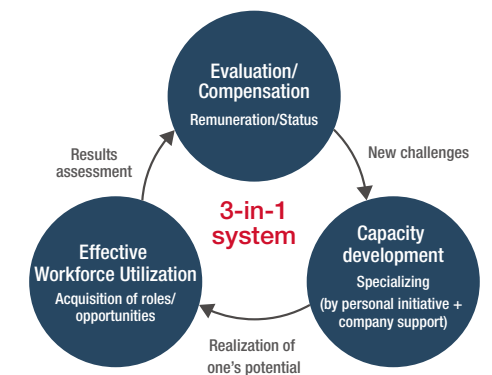 Evaluation/
Compensation
Remuneration/Status
Results
assessment
New challenges
3-in-1
system
Effective
Workforce Utilization
Acquisition of roles/
opportunities
Capacity
development
Specializing
(by personal initiative +
company support)
Realization of
one's potential